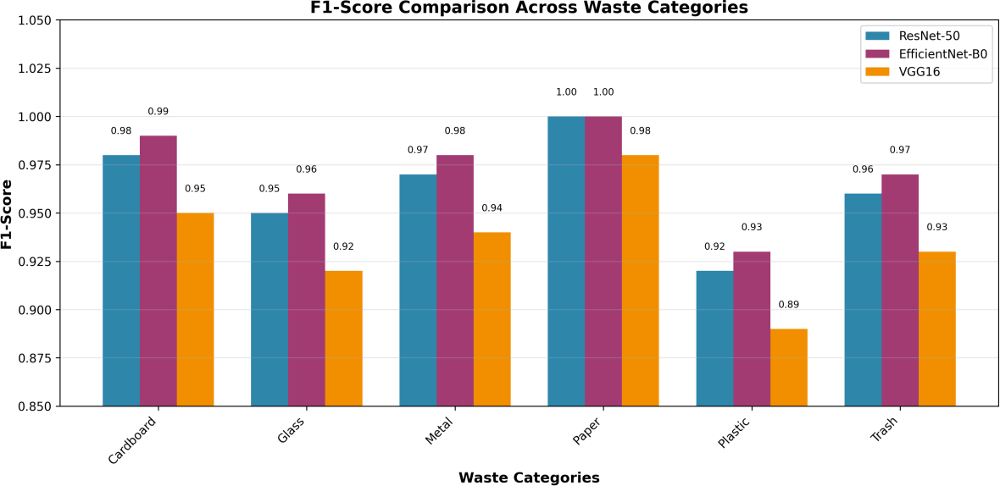 F1-Score Comparison Across Waste Categories
1.050
1.025
1.000
0.975
0.950
0.925
0.900
0.875
0.850
F1-Score
ResNet-50
EfficientNet-B0
VGG16
0.98
0.99
0.95
0.95
0.96
0.92
0.97
0.98
0.94
1.00
1.00
0.98
0.92
0.93
0.89
0.96
0.97
0.93
Cardboard
Glass
Metal
Paper
Plastic
Trash
Waste Categories